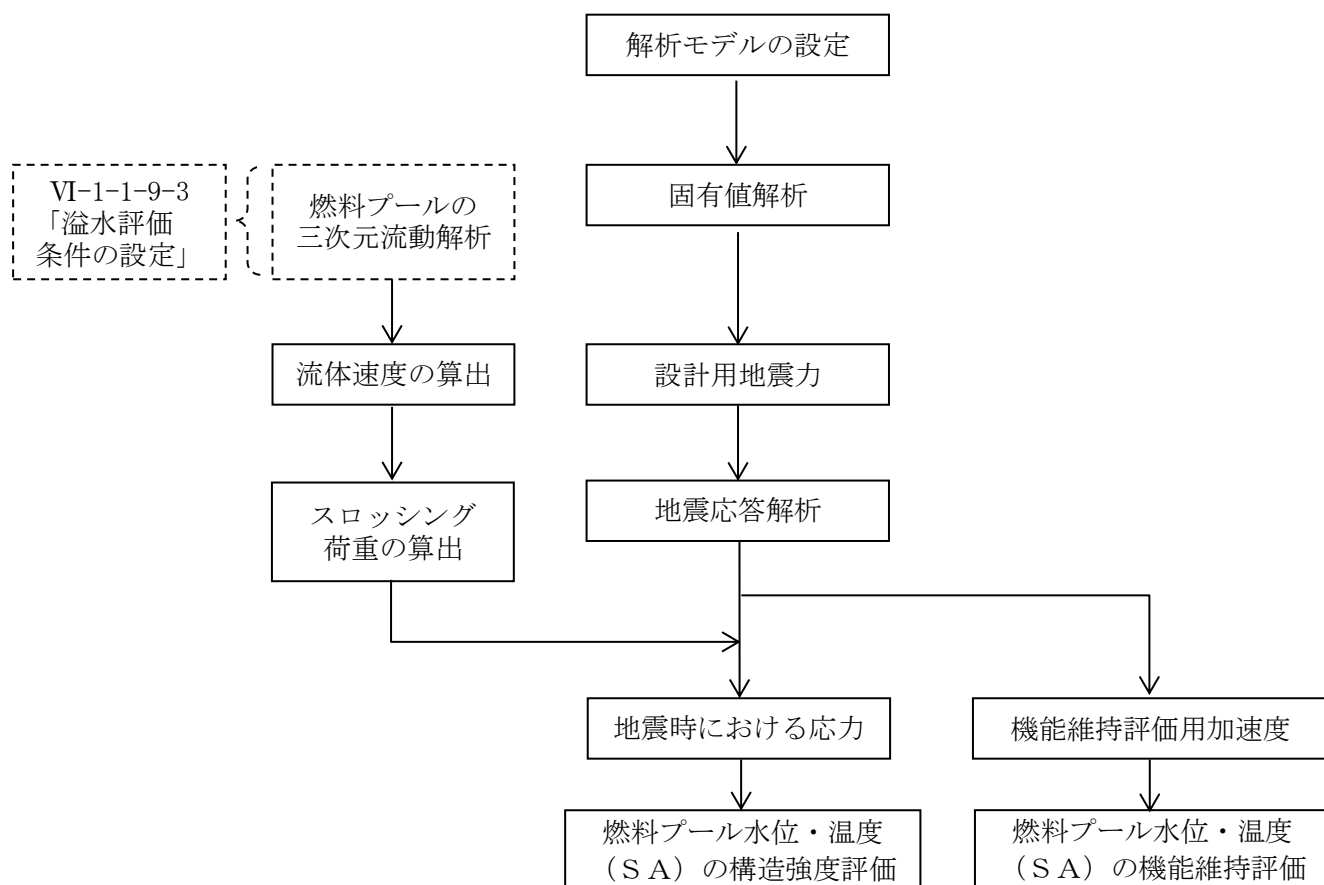 解析モデルの設定
固有値解析
Ⅵ-1-1-9-3
「溢水評価
条件の設定」
燃料プールの
三次元流動解析
流体速度の算出
設計用地震力
スロッシング
荷重の算出
地震応答解析
地震時における応力
機能維持評価用加速度
燃料プール水位・温度
（ＳＡ）の構造強度評価
燃料プール水位・温度
（ＳＡ）の機能維持評価